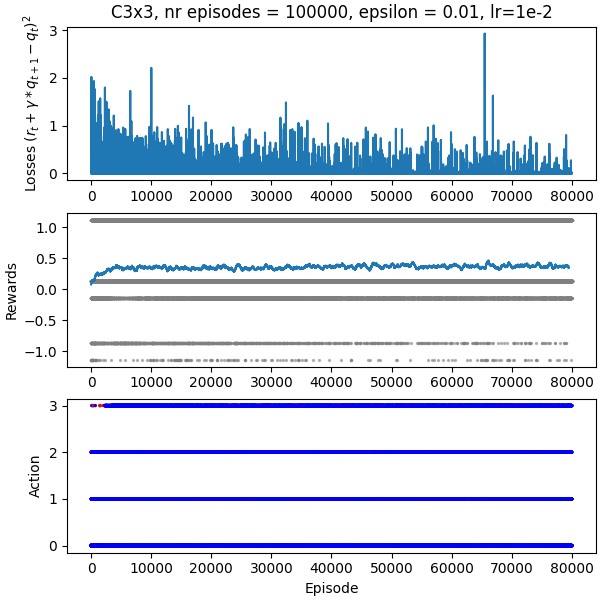 C3x3, nr episodes = 100000, epsilon = 0.01, lr=1e-2
Losses (r_t + γ * q_{t+1} − q_t)^2
3
2
1
0
0 10000 20000 30000 40000 50000 60000 70000 80000
Rewards
1.0
0.5
0.0
−0.5
−1.0
0 10000 20000 30000 40000 50000 60000 70000 80000
Action
3
2
1
0
0 10000 20000 30000 40000 50000 60000 70000 80000
Episode